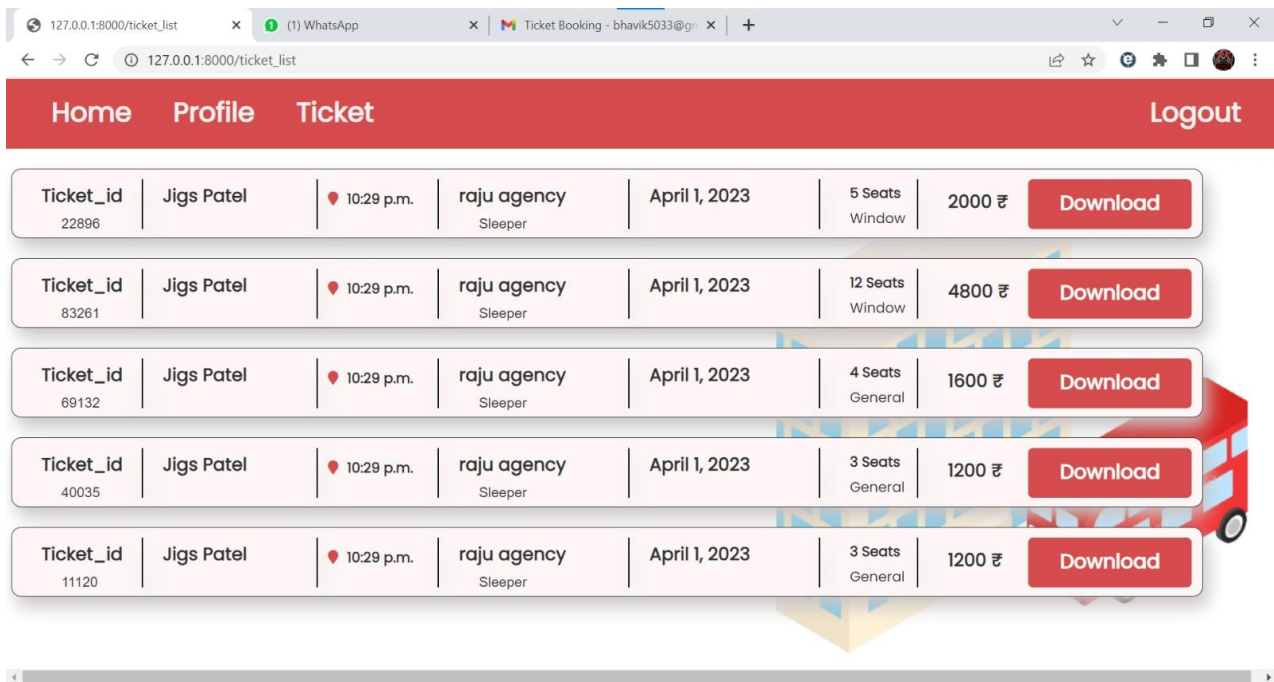 127.0.0.1:8000/ticket_list (1) WhatsApp Ticket Booking - bhavik5033@gm
127.0.0.1:8000/ticket_list
Home Profile Ticket Logout
Ticket_id Jigs Patel 10:29 p.m. raju agency April 1, 2023 5 Seats 2000 ₹ Download
22896 Sleeper Window
Ticket_id Jigs Patel 10:29 p.m. raju agency April 1, 2023 12 Seats 4800 ₹ Download
83261 Sleeper Window
Ticket_id Jigs Patel 10:29 p.m. raju agency April 1, 2023 4 Seats 1600 ₹ Download
69132 Sleeper General
Ticket_id Jigs Patel 10:29 p.m. raju agency April 1, 2023 3 Seats 1200 ₹ Download
40035 Sleeper General
Ticket_id Jigs Patel 10:29 p.m. raju agency April 1, 2023 3 Seats 1200 ₹ Download
11120 Sleeper General